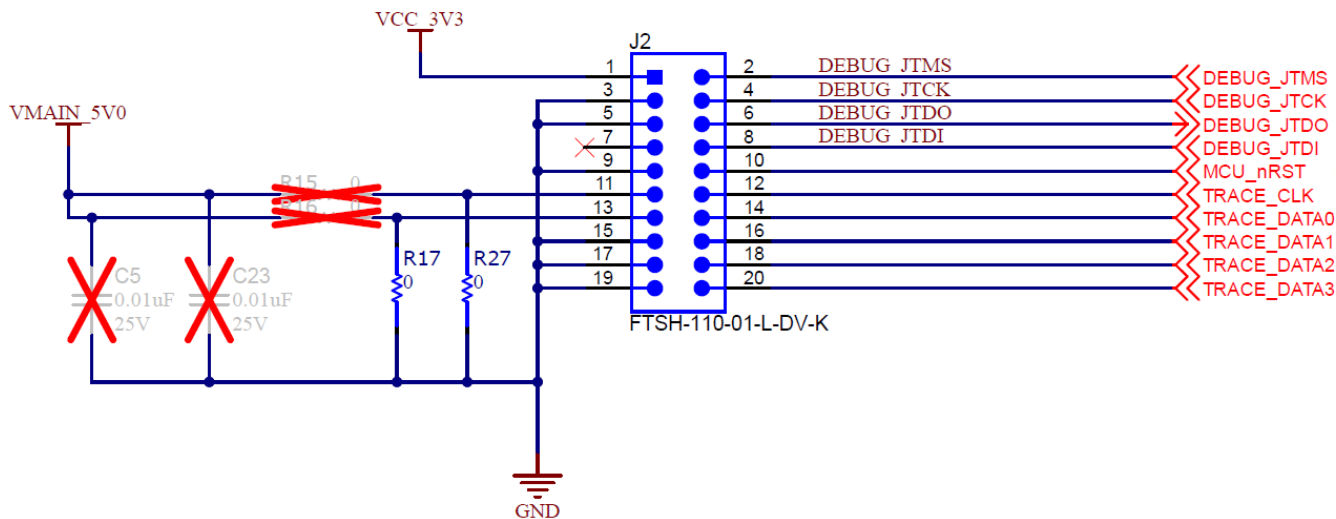 VCC_3V3
VMAIN_5V0
J2
1
2
DEBUG_JTMS
DEBUG_JTMS
3
4
DEBUG_JTCK
DEBUG_JTCK
5
6
DEBUG_JTDO
DEBUG_JTDO
7
8
DEBUG_JTDI
DEBUG_JTDI
9
10
MCU_nRST
R15
0
11
12
TRACE_CLK
R16
0
13
14
TRACE_DATA0
15
16
TRACE_DATA1
17
18
TRACE_DATA2
19
20
TRACE_DATA3
C5
0.01uF
25V
C23
0.01uF
25V
R17
0
R27
0
FTSH-110-01-L-DV-K
GND